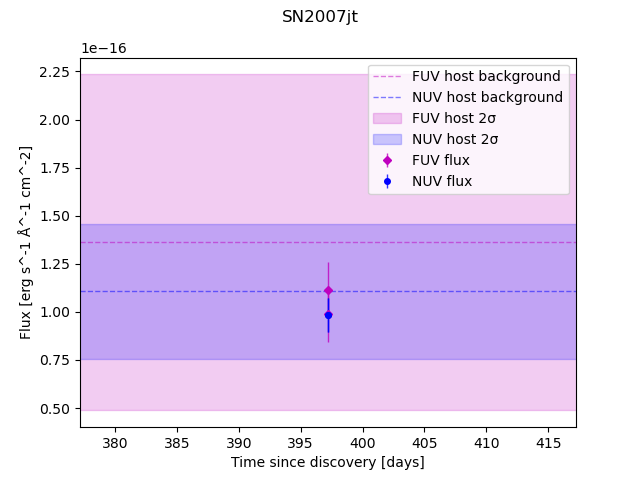 SN2007jt
1e−16
2.25
2.00
1.75
1.50
1.25
1.00
0.75
0.50
Flux [erg s^-1 Å^-1 cm^-2]
FUV host background
NUV host background
FUV host 2σ
NUV host 2σ
FUV flux
NUV flux
380 385 390 395 400 405 410 415
Time since discovery [days]